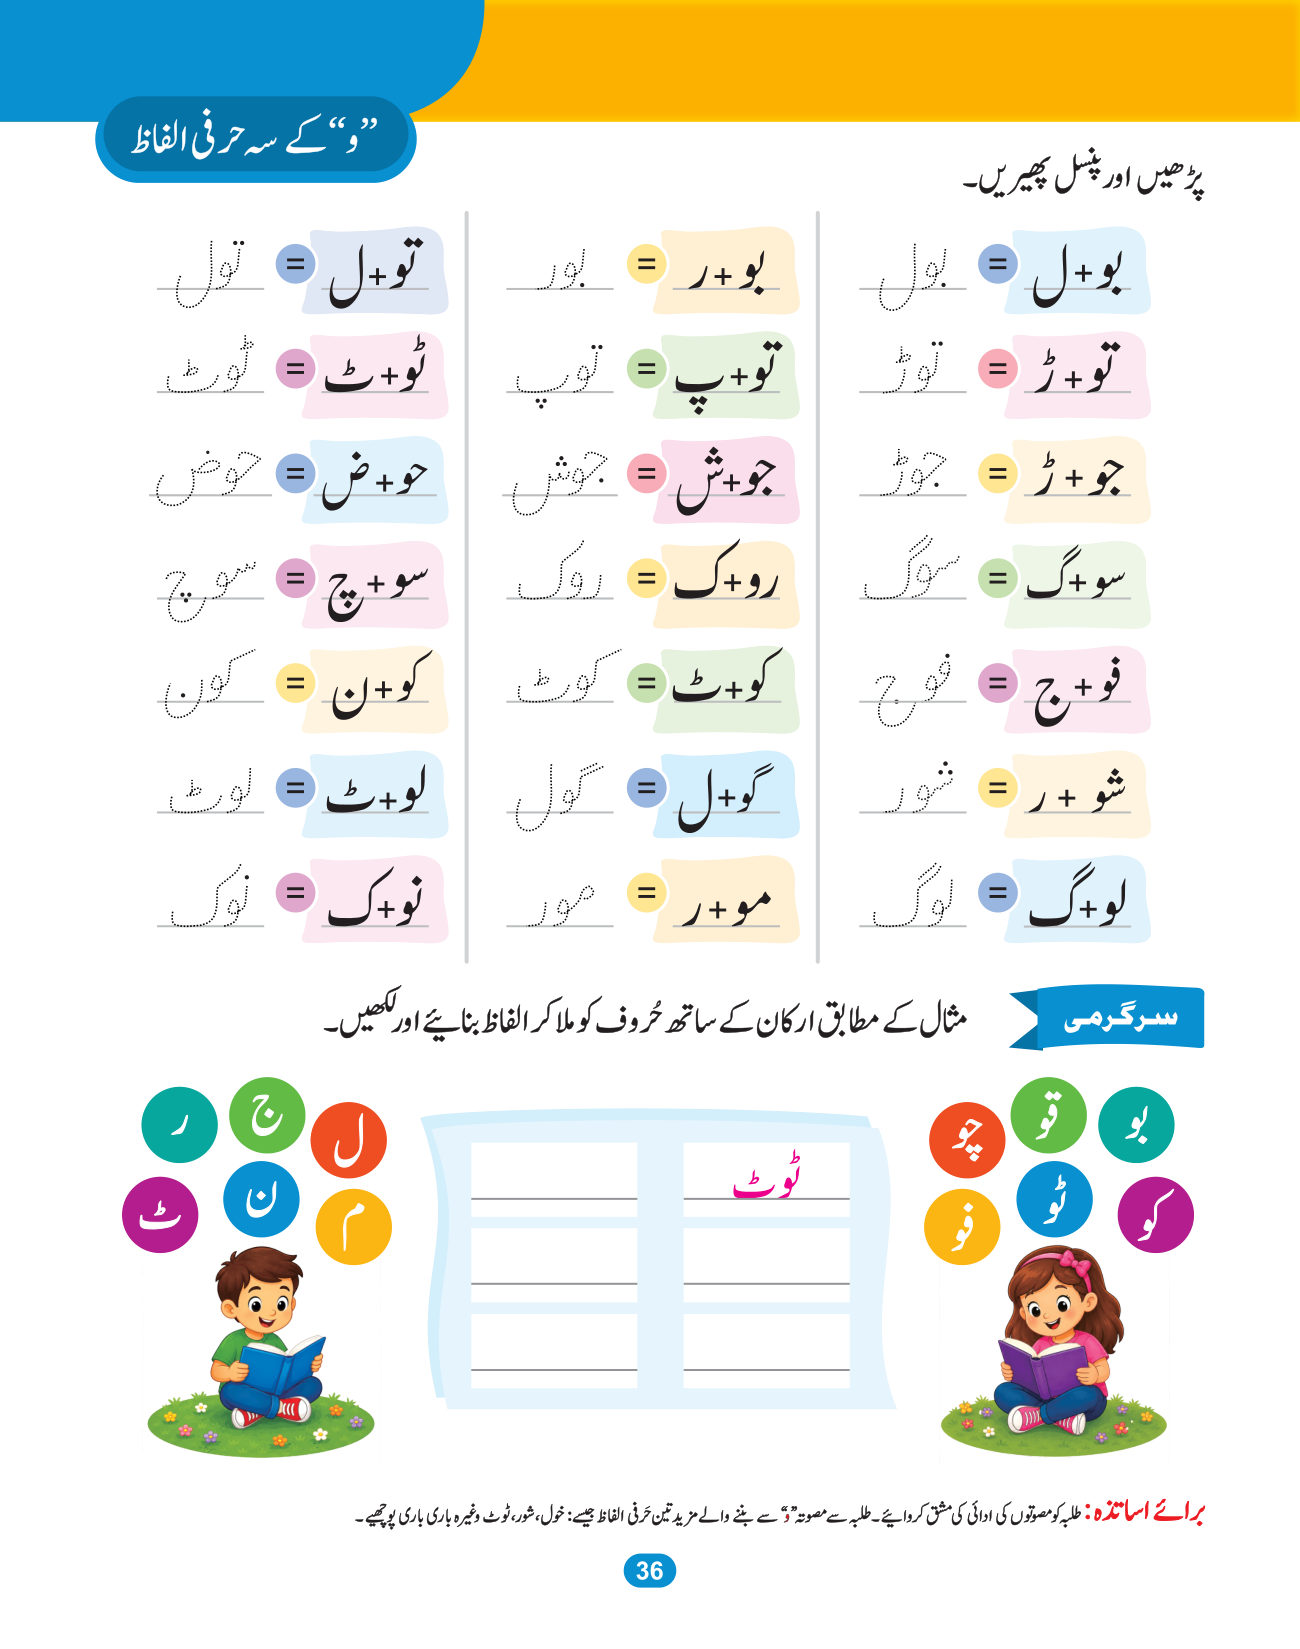 ”و“ کے سہ حرفی الفاظ
پڑھیں اور پنسل پھیریں۔
بو + ل = بول
بو + ر = بور
تو + ل = تول
تو + ڑ = توڑ
تو + پ = توپ
ٹو + ٹ = ٹوٹ
جو + ڑ = جوڑ
جو + ش = جوش
حو + ض = حوض
سو + گ = سوگ
رو + ک = روک
سو + چ = سوچ
فو + ج = فوج
کو + ٹ = کوٹ
کو + ن = کون
شو + ر = شور
گو + ل = گول
لو + ٹ = لوٹ
لو + گ = لوگ
مو + ر = مور
نو + ک = نوک
سرگرمی
مثال کے مطابق ارکان کے ساتھ حُروف کو ملا کر الفاظ بنائیے اور لکھیں۔
بو قو چو
کو ٹو فو
ٹوٹ
ل ج ر
م ن ٹ
برائے اساتذہ: طلبہ کو مصوتوں کی ادائی کی مشق کروائیے۔ طلبہ سے مصوتہ ”و“ سے بننے والے مزید تین حَرفی الفاظ جیسے: خول، شور، ٹوٹ وغیرہ باری باری پوچھیے۔
36